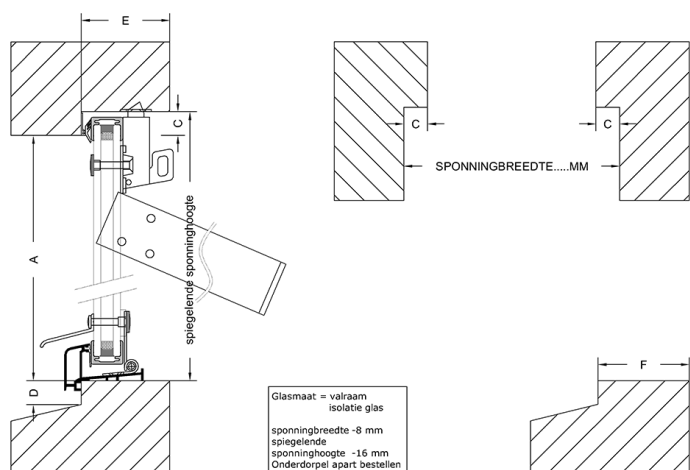 E
C
A
spiegelende sponninghoogte
D
C
C
SPONNINGBREEDTE.....MM
F
Glasmaat = valraam
isolatie glas
sponningbreedte -8 mm
spiegelende
sponninghoogte -16 mm
Onderdorpel apart bestellen